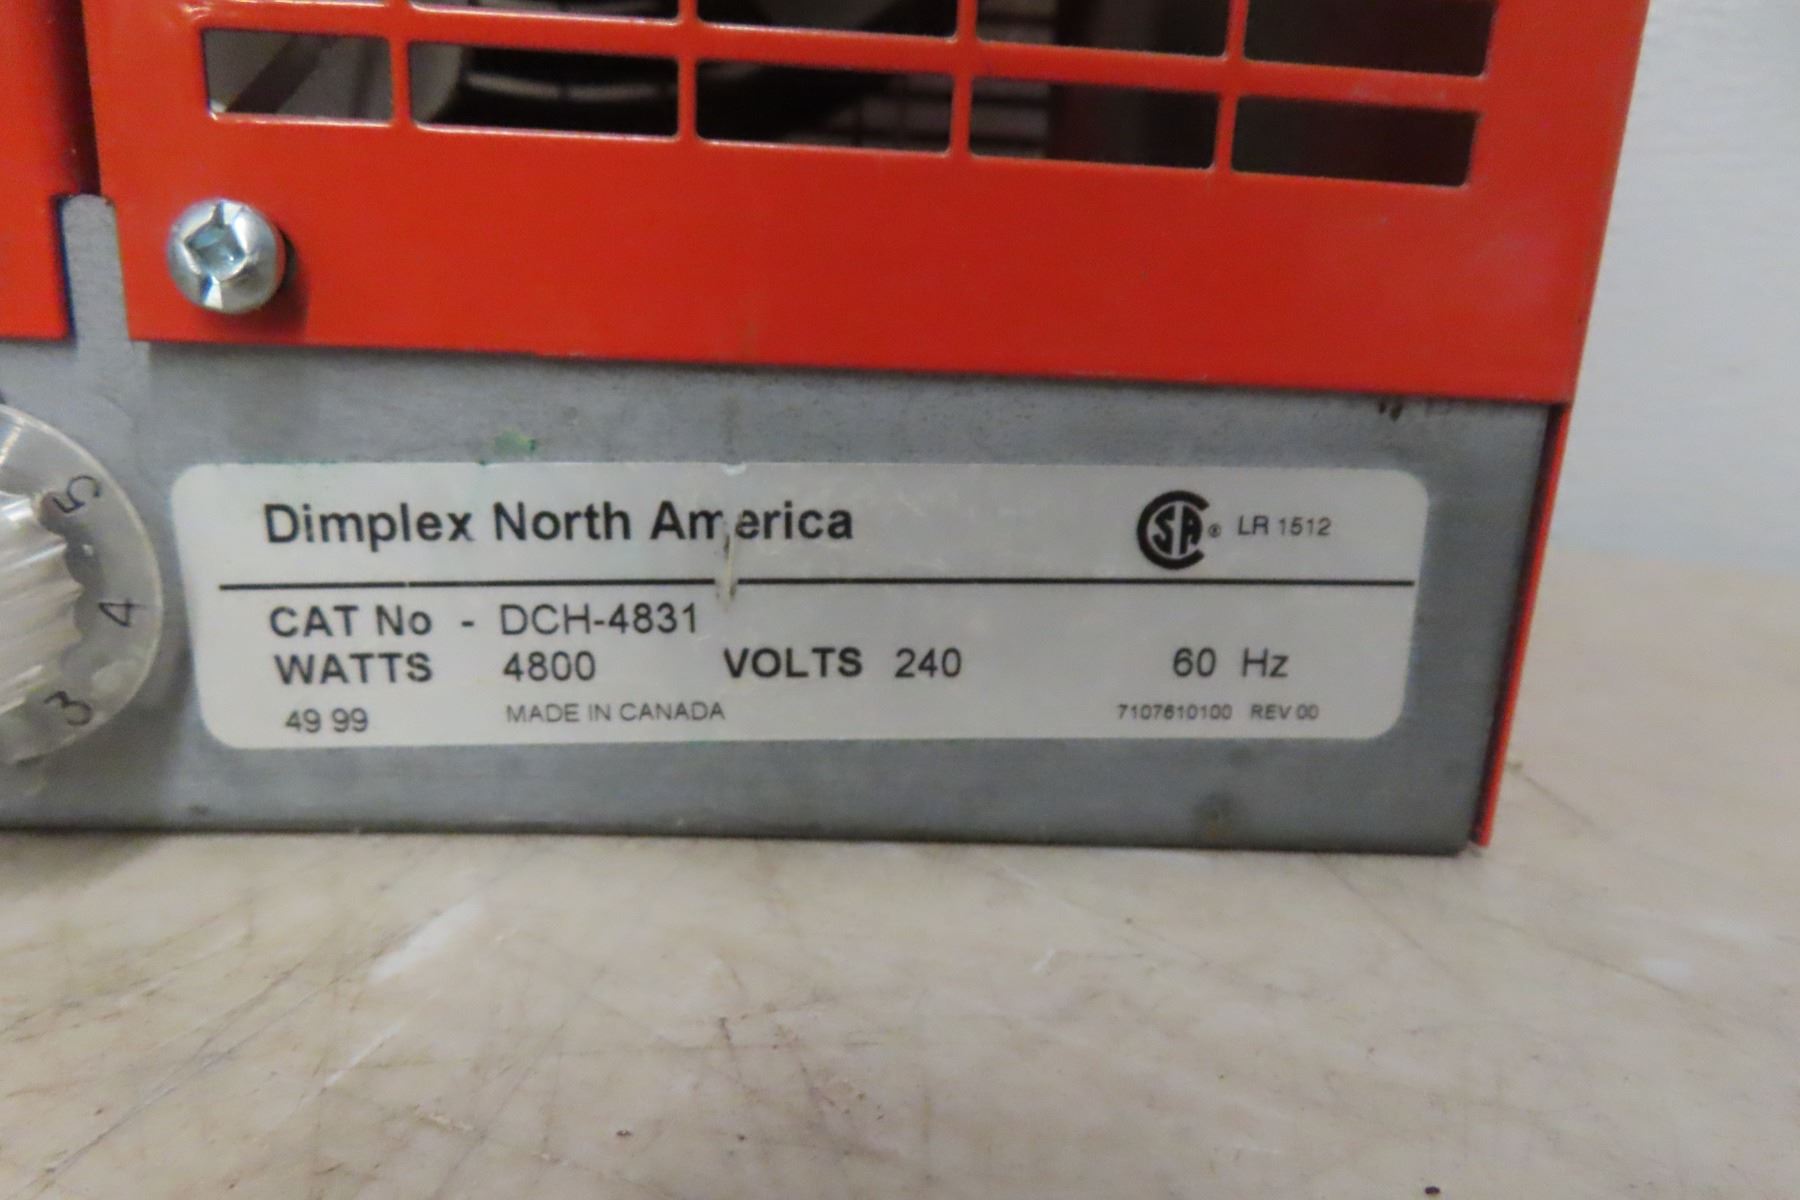 Dimplex North America
CSA® LR 1512
CAT No - DCH-4831
WATTS 4800 VOLTS 240 60 Hz
49 99 MADE IN CANADA 7107610100 REV 00
5
4
3